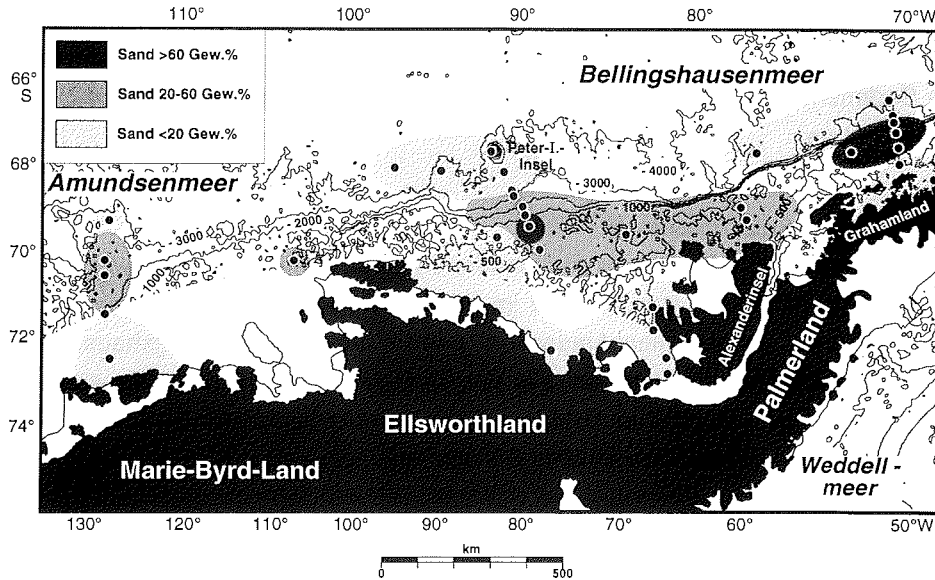 110° 100° 90° 80° 70°W
Sand >60 Gew.%
Sand 20-60 Gew.%
Sand <20 Gew.%
66°
S
68°
70°
72°
74°
Bellingshausenmeer
Peter-I.-
Insel
Amundsenmeer
3000
4000
3000
2000
1000
1000
500
500
500
Grahamland
Alexanderinsel
Palmerland
Ellsworthland
Marie-Byrd-Land
Weddell -
meer
130° 120° 110° 100° 90° 80° 60° 50°W
km
0 500